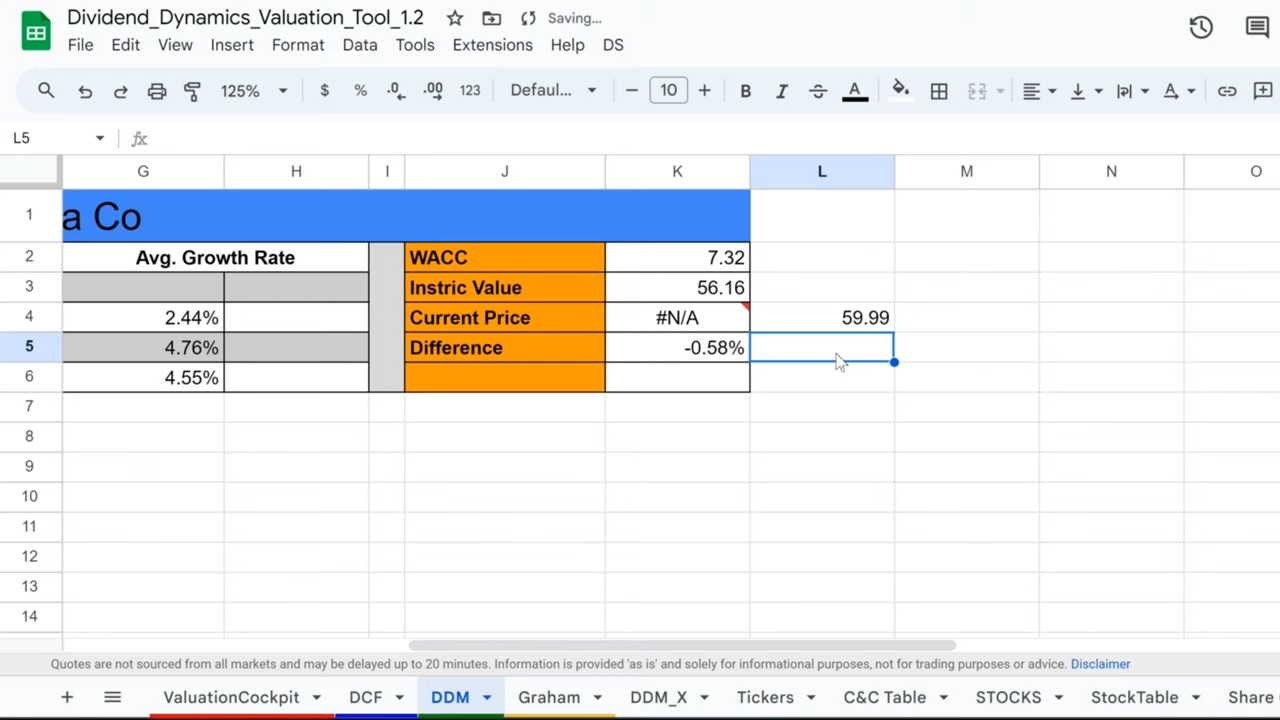 Dividend_Dynamics_Valuation_Tool_1.2 Saving...
File Edit View Insert Format Data Tools Extensions Help DS
125% $ % .0 .00 123 Defaul... 10 B I S A
L5 fx
G H I J K L M N O
1 a Co
2 Avg. Growth Rate WACC 7.32
3 Instric Value 56.16
4 2.44% Current Price #N/A 59.99
5 4.76% Difference -0.58%
6 4.55%
7
8
9
10
11
12
13
14
Quotes are not sourced from all markets and may be delayed up to 20 minutes. Information is provided 'as is' and solely for informational purposes, not for trading purposes or advice. Disclaimer
+ ValuationCockpit DCF DDM Graham DDM_X Tickers C&C Table STOCKS StockTable Share